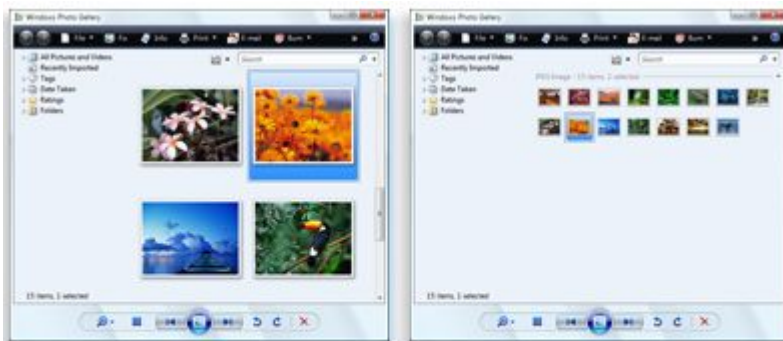 Windows Photo Gallery
File Fix Info Print E-mail Burn
All Pictures and Videos
Recently Imported
Tags
Date Taken
Ratings
Folders
Search
15 items, 1 selected
Windows Photo Gallery
File Fix Info Print E-mail Burn
All Pictures and Videos
Recently Imported
Tags
Date Taken
Ratings
Folders
Search
15 items, 1 selected